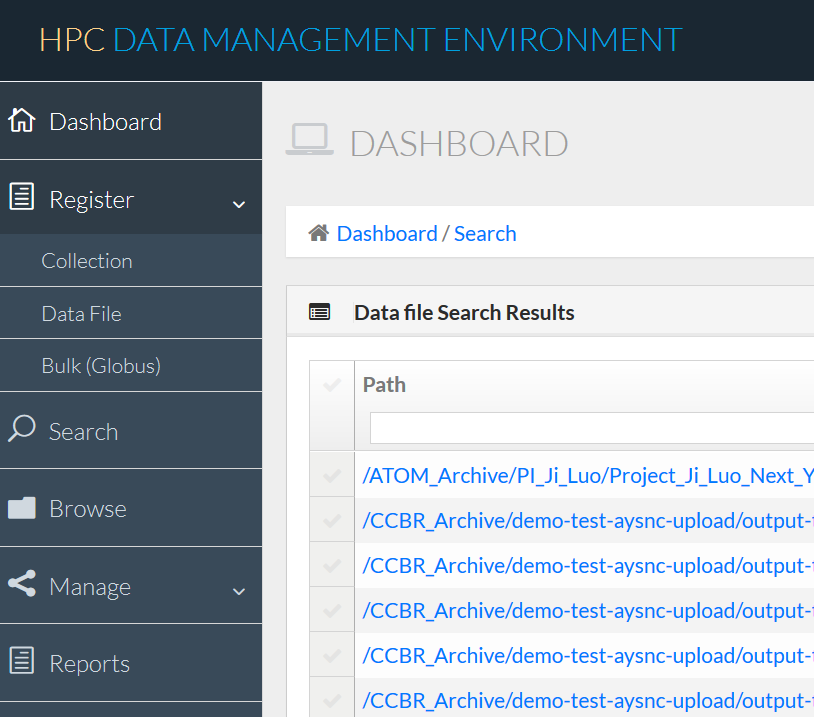 HPC DATA MANAGEMENT ENVIRONMENT
Dashboard
Register
Collection
Data File
Bulk (Globus)
Search
Browse
Manage
Reports
DASHBOARD
Dashboard / Search
Data file Search Results
Path
/ATOM_Archive/PI_Ji_Luo/Project_Ji_Luo_Next_Y
/CCBR_Archive/demo-test-aysnc-upload/output-
/CCBR_Archive/demo-test-aysnc-upload/output-
/CCBR_Archive/demo-test-aysnc-upload/output-
/CCBR_Archive/demo-test-aysnc-upload/output-
/CCBR_Archive/demo-test-aysnc-upload/output-